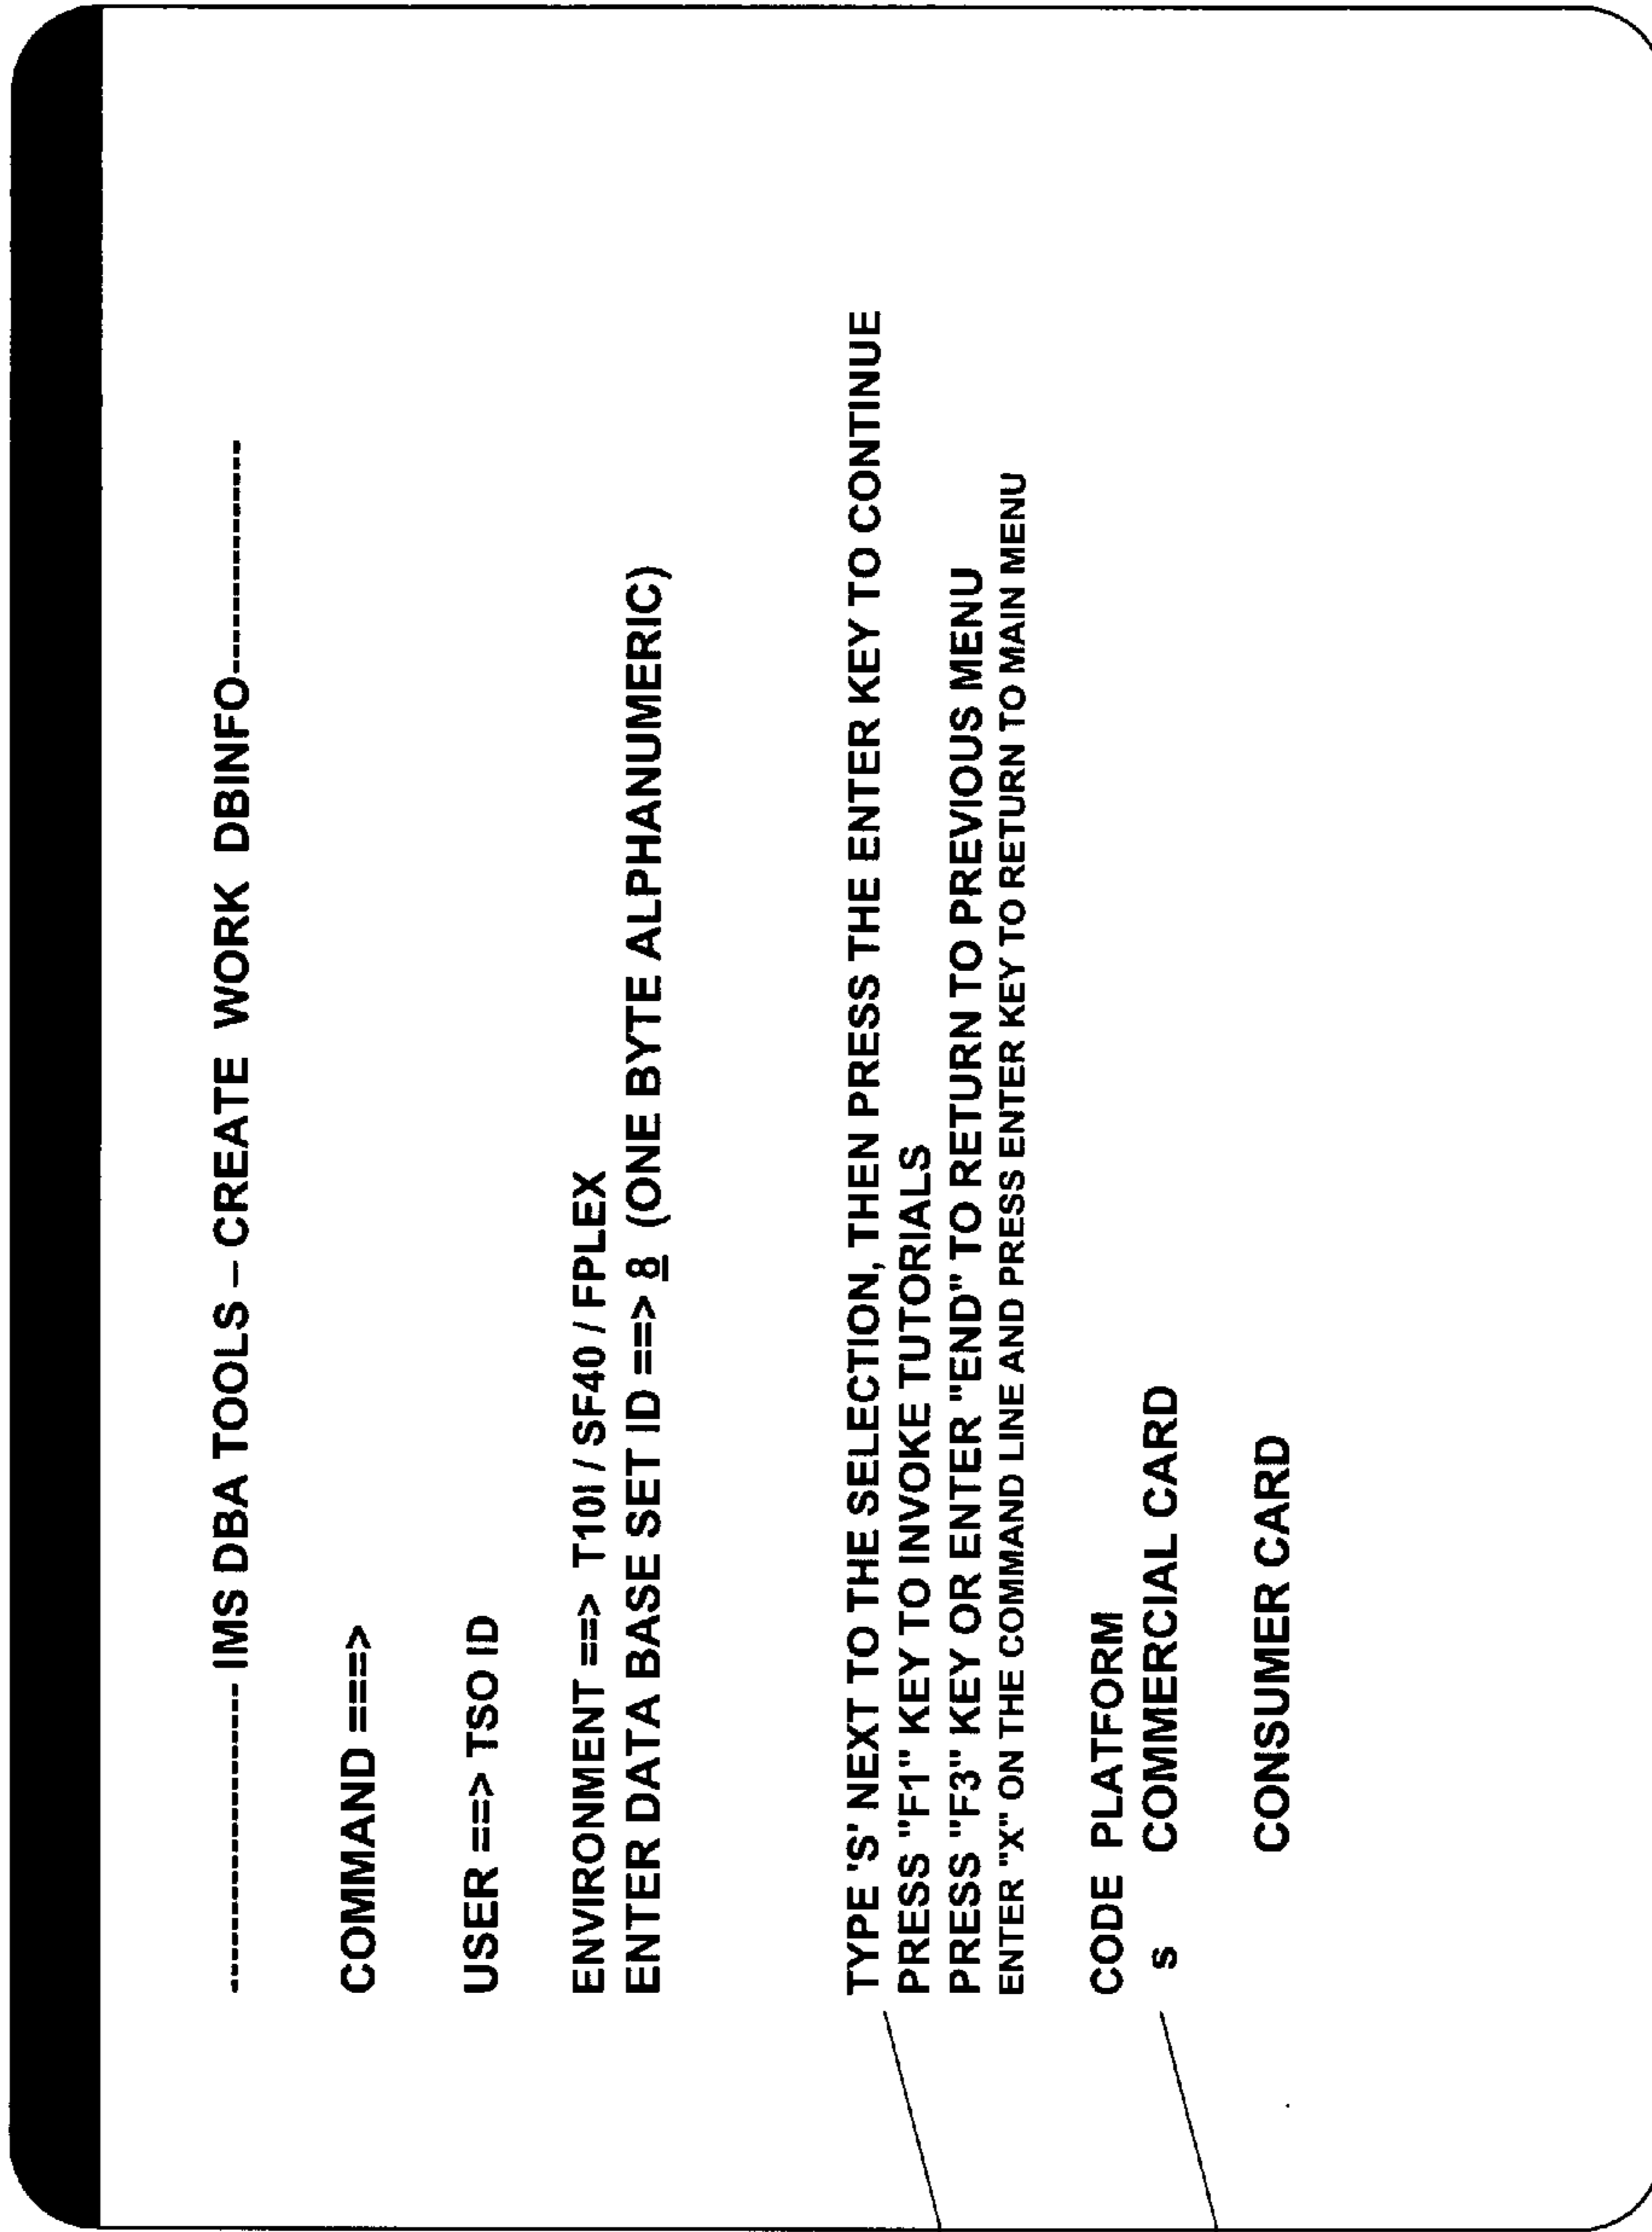 --------------------- IMS DBA TOOLS – CREATE WORK DBINFO----------------
COMMAND ===>
USER ==> TSO ID
ENVIRONMENT ==> T10I / SF40 / FPLEX
ENTER DATA BASE SET ID ==> 8 (ONE BYTE ALPHANUMERIC)
TYPE 'S' NEXT TO THE SELECTION, THEN PRESS THE ENTER KEY TO CONTINUE
PRESS "F1" KEY TO INVOKE TUTORIALS
PRESS "F3" KEY OR ENTER "END" TO RETURN TO PREVIOUS MENU
ENTER "X" ON THE COMMAND LINE AND PRESS ENTER KEY TO RETURN TO MAIN MENU
CODE PLATFORM
s COMMERCIAL CARD
CONSUMER CARD